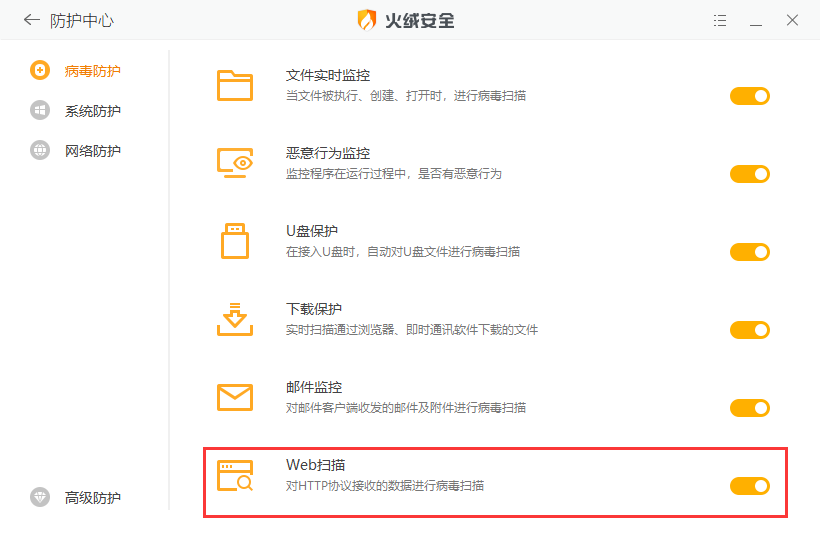 防护中心
火绒安全
病毒防护
系统防护
网络防护
高级防护
文件实时监控
当文件被执行、创建、打开时，进行病毒扫描
恶意行为监控
监控程序在运行过程中，是否有恶意行为
U盘保护
在接入U盘时，自动对U盘文件进行病毒扫描
下载保护
实时扫描通过浏览器、即时通讯软件下载的文件
邮件监控
对邮件客户端收发的邮件及附件进行病毒扫描
Web扫描
对HTTP协议接收的数据进行病毒扫描